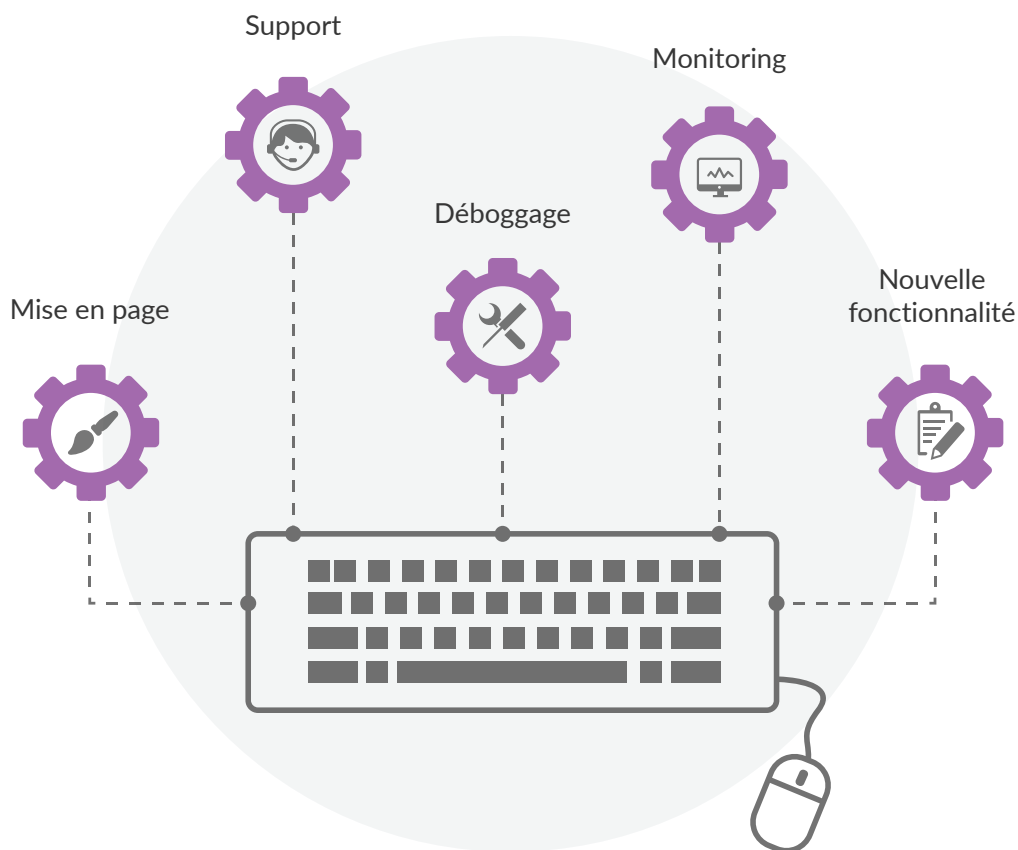 Support
Monitoring
Déboggage
Mise en page
Nouvelle
fonctionnalité